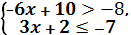 {-6x + 10 > −8,
3x + 2 ≤ −7